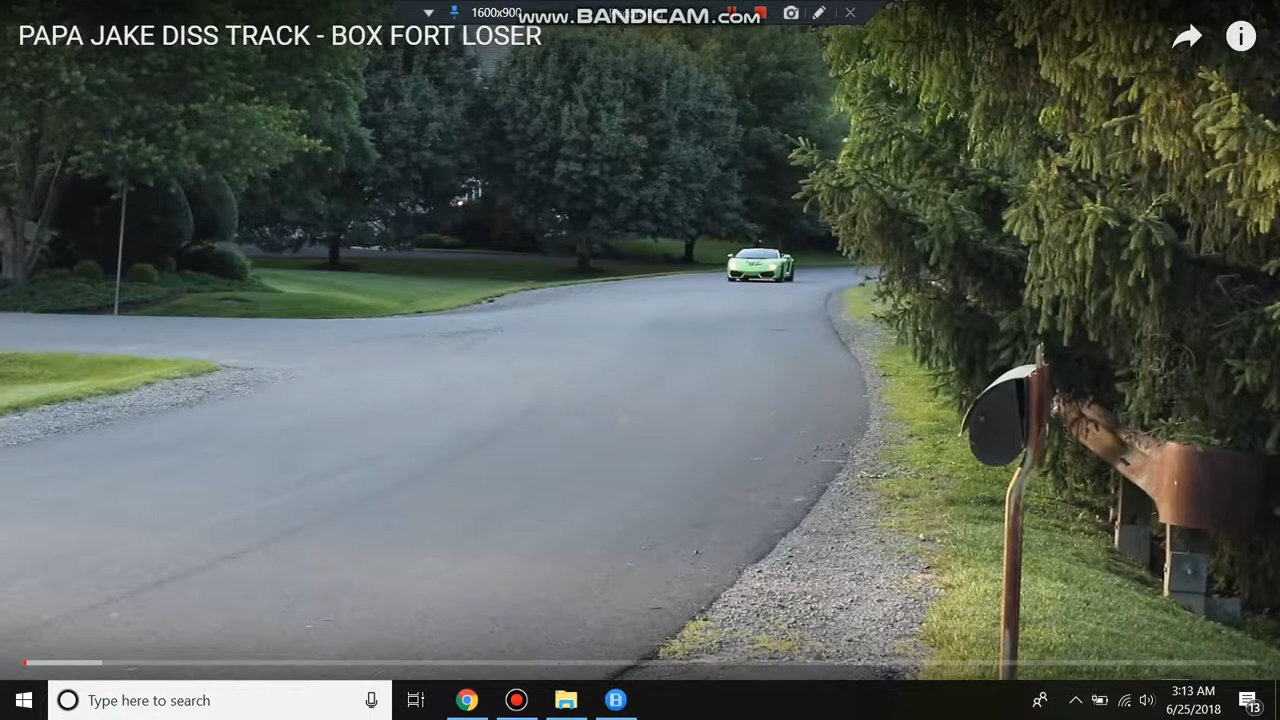 1600x900
www.BANDICAM.com
PAPA JAKE DISS TRACK - BOX FORT LOSER
Type here to search
3:13 AM
6/25/2018
13